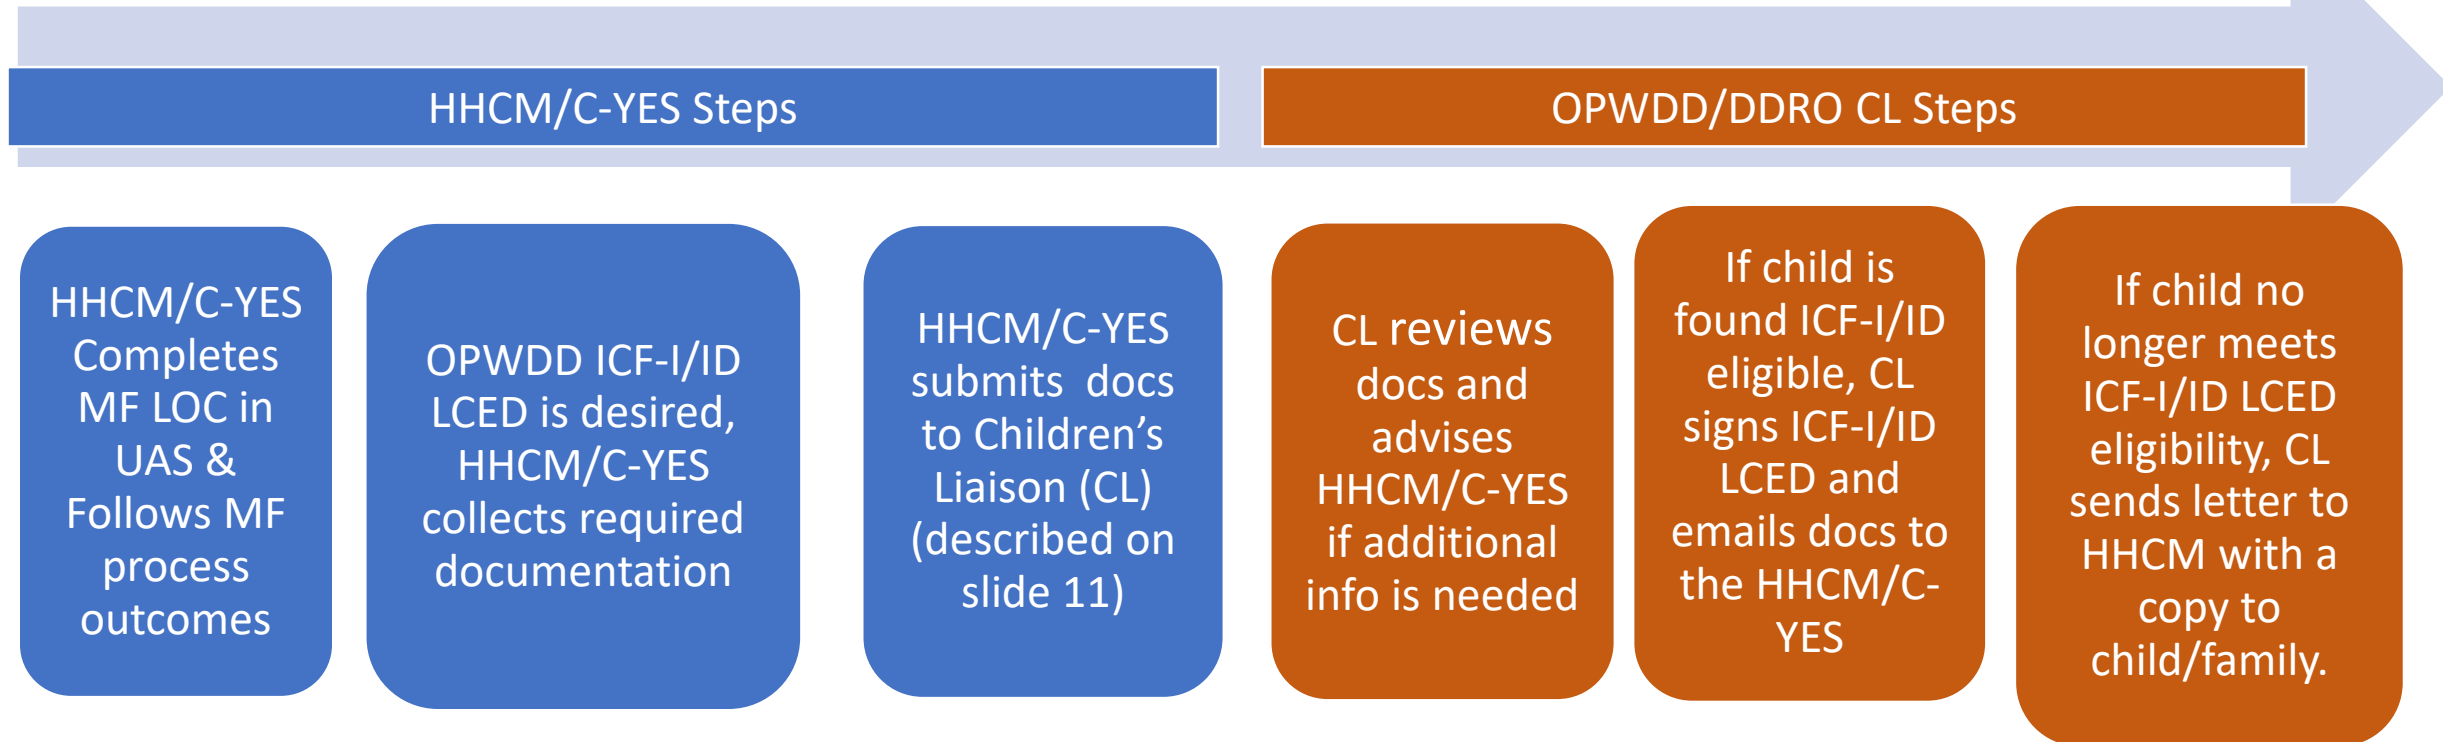 HHCM/C-YES Steps
OPWDD/DDRO CL Steps
HHCM/C-YES
Completes
MF LOC in
UAS &
Follows MF
process
outcomes
OPWDD ICF-I/ID
LCED is desired,
HHCM/C-YES
collects required
documentation
HHCM/C-YES
submits  docs
to Children’s
Liaison (CL)
(described on
slide 11)
CL reviews
docs and
advises
HHCM/C-YES
if additional
info is needed
If child is
found ICF-I/ID
eligible, CL
signs ICF-I/ID
LCED and
emails docs to
the HHCM/C-
YES
If child no
longer meets
ICF-I/ID LCED
eligibility, CL
sends letter to
HHCM with a
copy to
child/family.